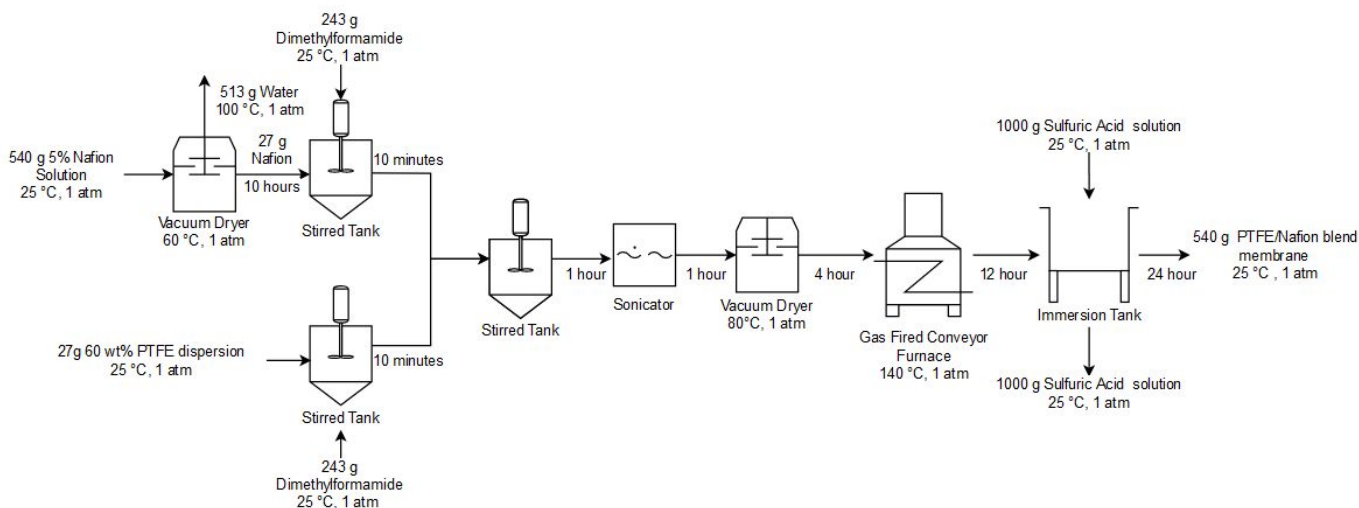 243 g
Dimethylformamide
25 °C, 1 atm
513 g Water
100 °C, 1 atm
540 g 5% Nafion
Solution
25 °C, 1 atm
27 g
Nafion
10 hours
Vacuum Dryer
60 °C, 1 atm
10 minutes
Stirred Tank
27g 60 wt% PTFE dispersion
25 °C, 1 atm
10 minutes
Stirred Tank
243 g
Dimethylformamide
25 °C, 1 atm
Stirred Tank
1 hour
Sonicator
1 hour
Vacuum Dryer
80°C, 1 atm
4 hour
Gas Fired Conveyor
Furnace
140 °C, 1 atm
12 hour
1000 g Sulfuric Acid solution
25 °C, 1 atm
Immersion Tank
1000 g Sulfuric Acid solution
25 °C, 1 atm
24 hour
540 g PTFE/Nafion blend
membrane
25 °C , 1 atm